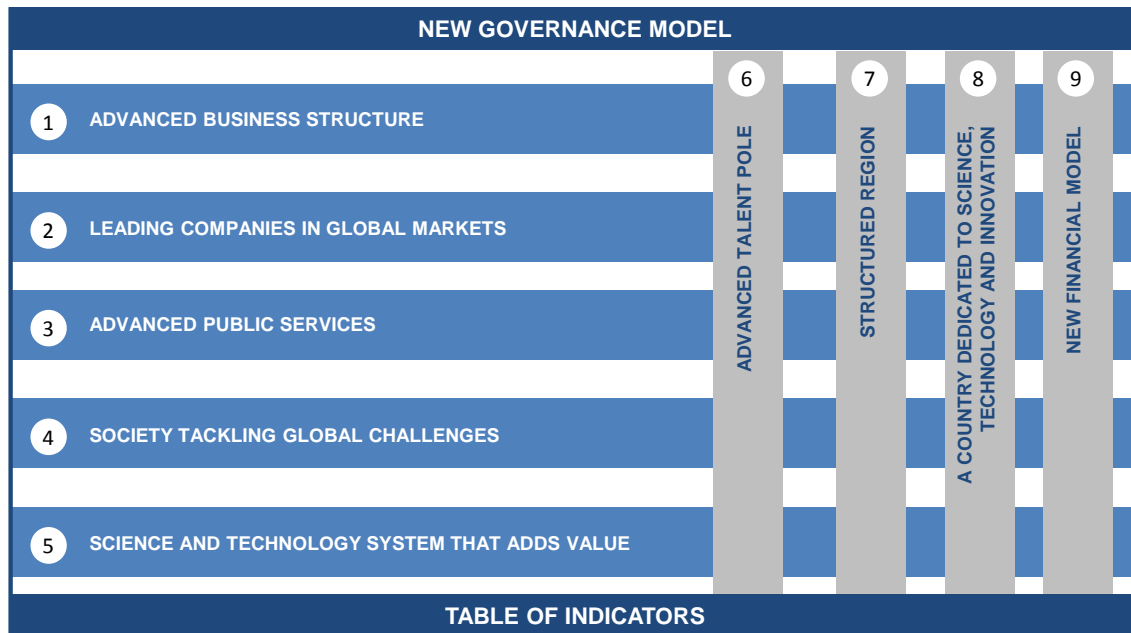 NEW GOVERNANCE MODEL
6
7
8
9
1
ADVANCED BUSINESS STRUCTURE
2
LEADING COMPANIES IN GLOBAL MARKETS
3
ADVANCED PUBLIC SERVICES
4
SOCIETY TACKLING GLOBAL CHALLENGES
5
SCIENCE AND TECHNOLOGY SYSTEM THAT ADDS VALUE
ADVANCED TALENT POLE
STRUCTURED REGION
A COUNTRY DEDICATED TO SCIENCE,
TECHNOLOGY AND INNOVATION
NEW FINANCIAL MODEL
TABLE OF INDICATORS